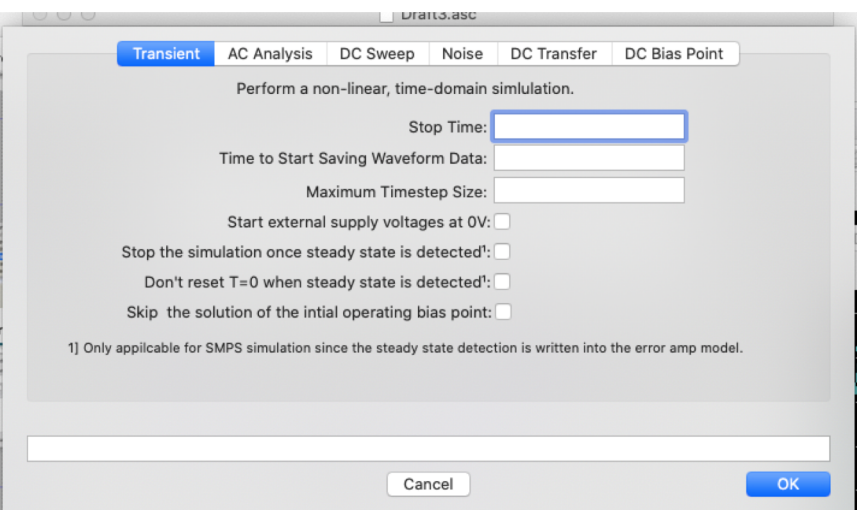 Draft3.asc
Transient AC Analysis DC Sweep Noise DC Transfer DC Bias Point
Perform a non-linear, time-domain simlulation.
Stop Time:
Time to Start Saving Waveform Data:
Maximum Timestep Size:
Start external supply voltages at 0V:
Stop the simulation once steady state is detected¹:
Don't reset T=0 when steady state is detected¹:
Skip the solution of the intial operating bias point:
1] Only appilcable for SMPS simulation since the steady state detection is written into the error amp model.
Cancel OK